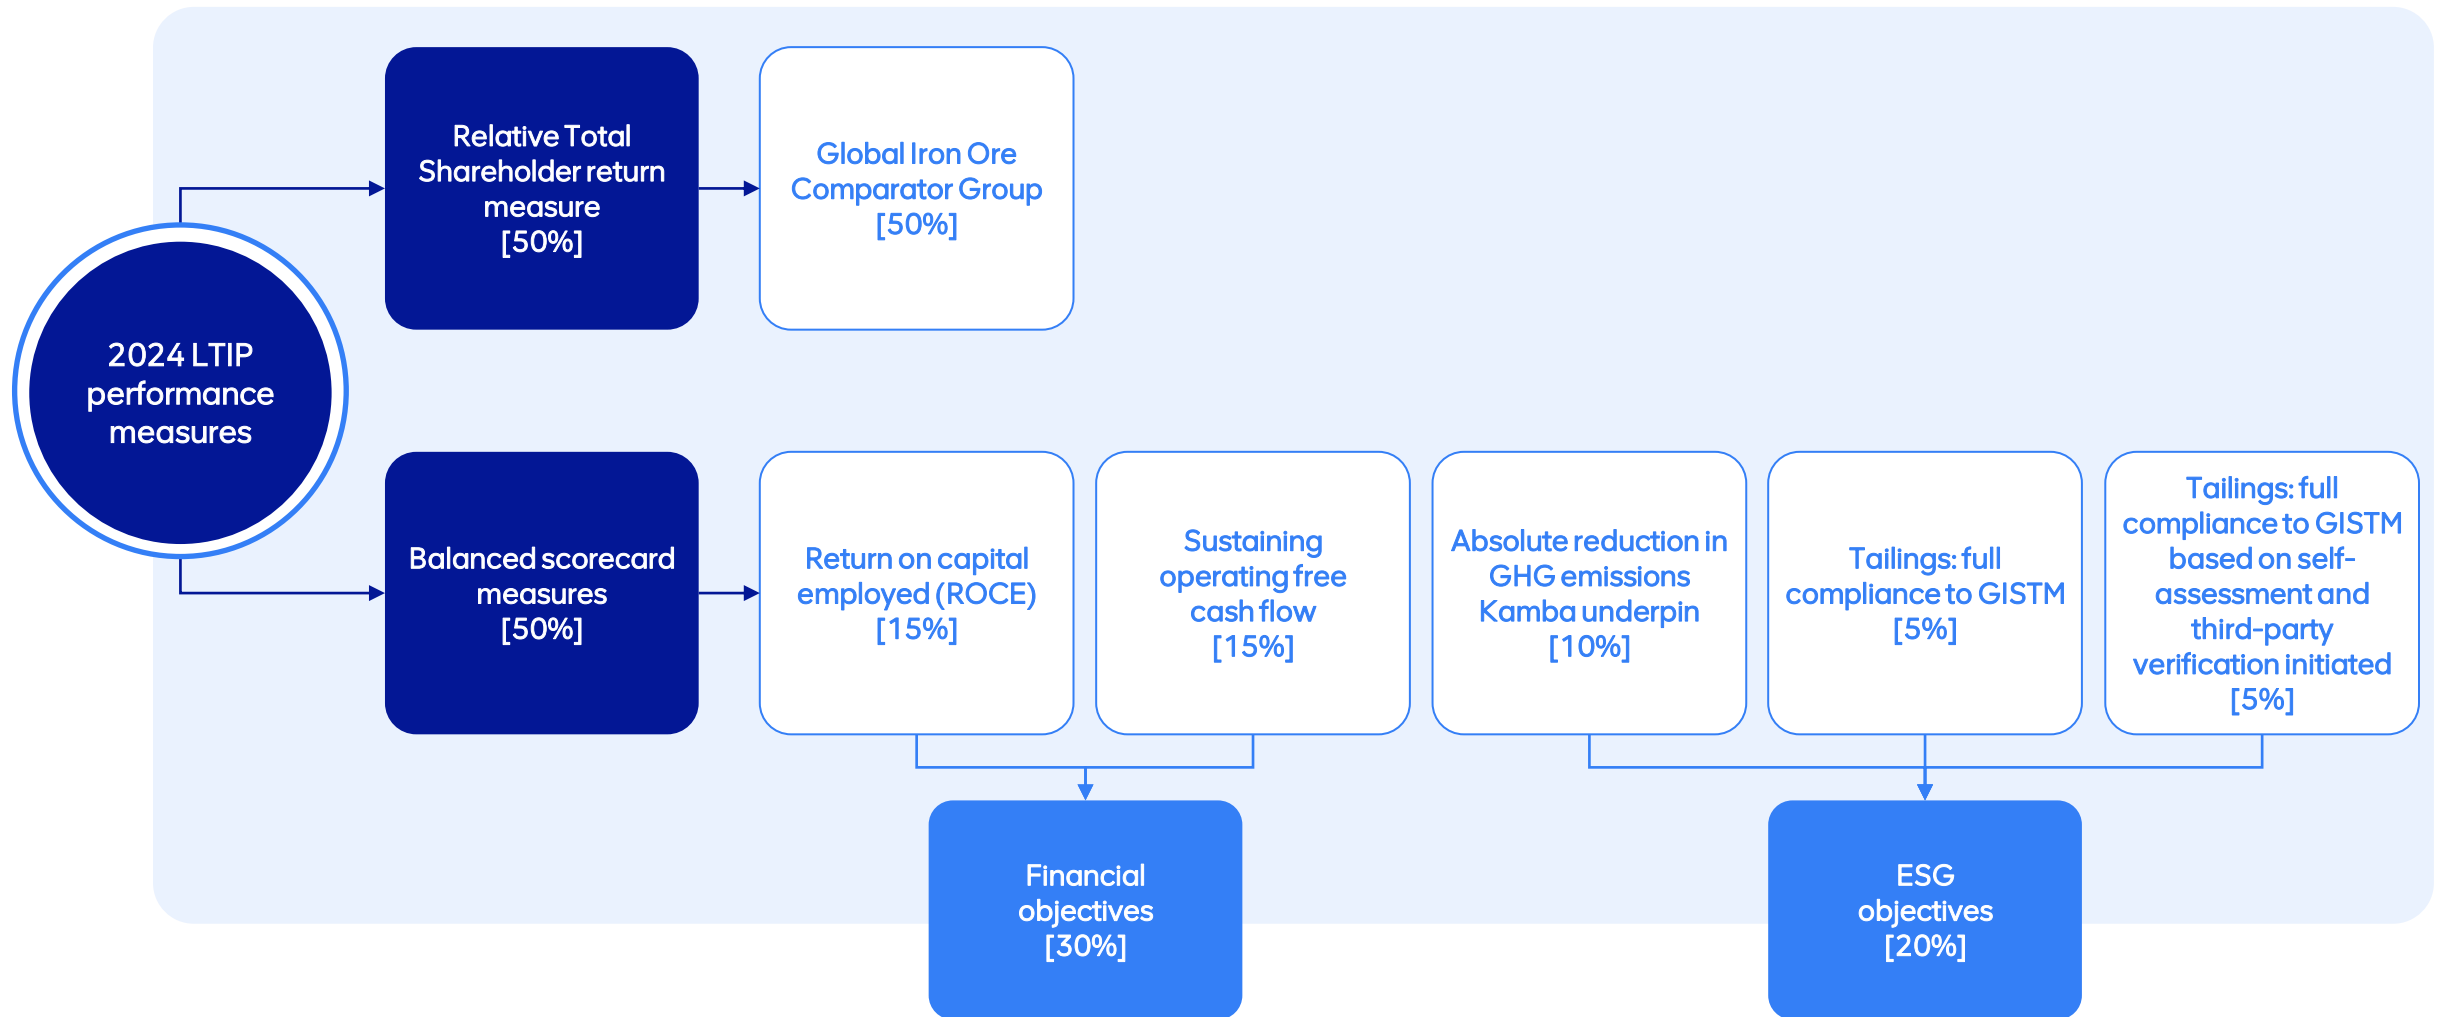 2024 LTIP
performance
measures
Relative Total
Shareholder return
measure
[50%]
Global Iron Ore
Comparator Group
[50%]
Balanced scorecard
measures
[50%]
Return on capital
employed (ROCE)
[15%]
Sustaining
operating free
cash flow
[15%]
Absolute reduction in
GHG emissions
Kamba underpin
[10%]
Tailings: full
compliance to GISTM
[5%]
Tailings: full
compliance to GISTM
based on self-
assessment and
third-party
verification initiated
[5%]
Financial
objectives
[30%]
ESG
objectives
[20%]